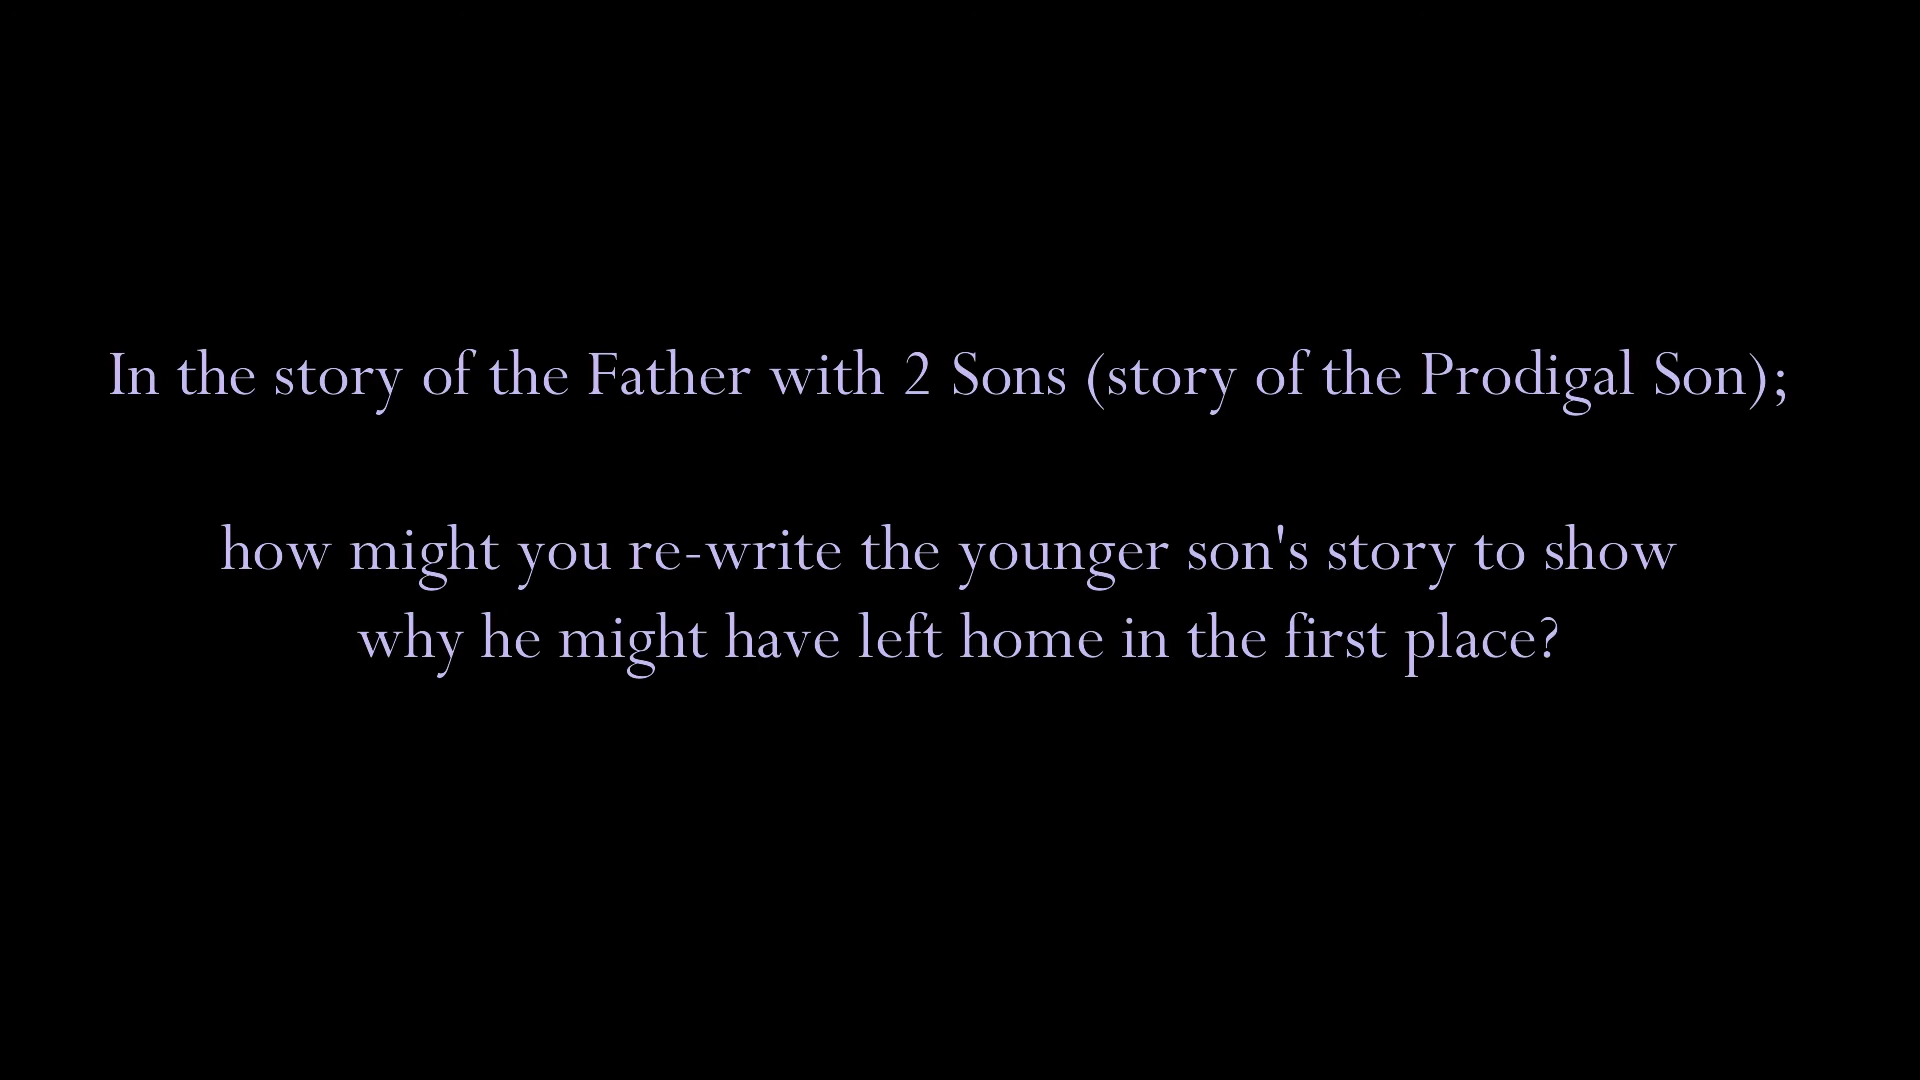 In the story of the Father with 2 Sons (story of the Prodigal Son);
how might you re-write the younger son's story to show
why he might have left home in the first place?